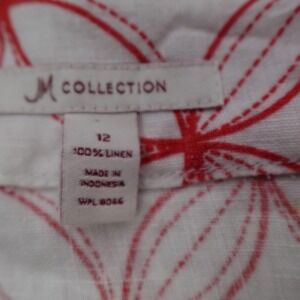 JM COLLECTION
12
100% LINEN
MADE IN
INDONESIA
WPL 8066